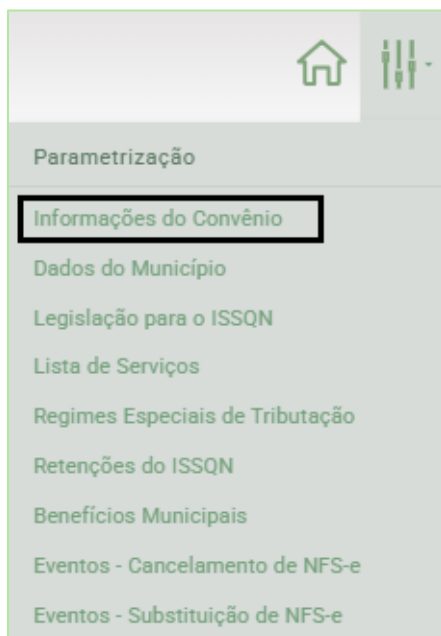 Parametrização
Informações do Convênio
Dados do Município
Legislação para o ISSQN
Lista de Serviços
Regimes Especiais de Tributação
Retenções do ISSQN
Benefícios Municipais
Eventos - Cancelamento de NFS-e
Eventos - Substituição de NFS-e